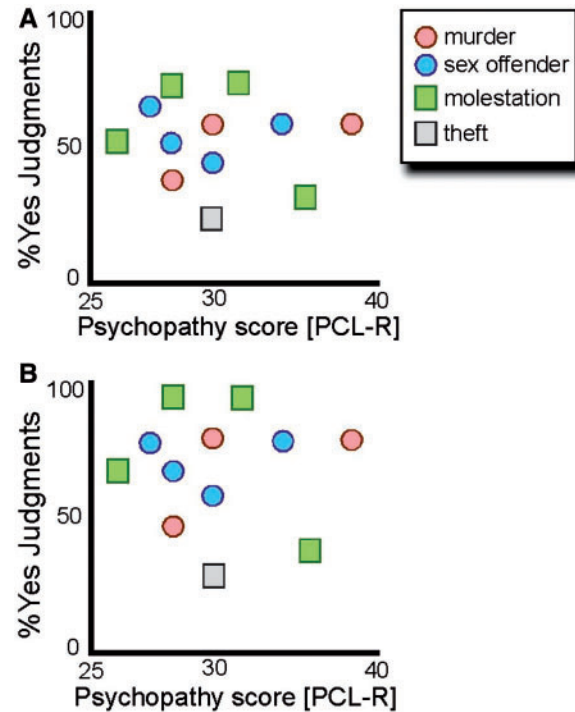 A
100
50
0
%Yes Judgments
25
30
40
Psychopathy score [PCL-R]
murder
sex offender
molestation
theft
B
100
50
0
%Yes Judgments
25
30
40
Psychopathy score [PCL-R]